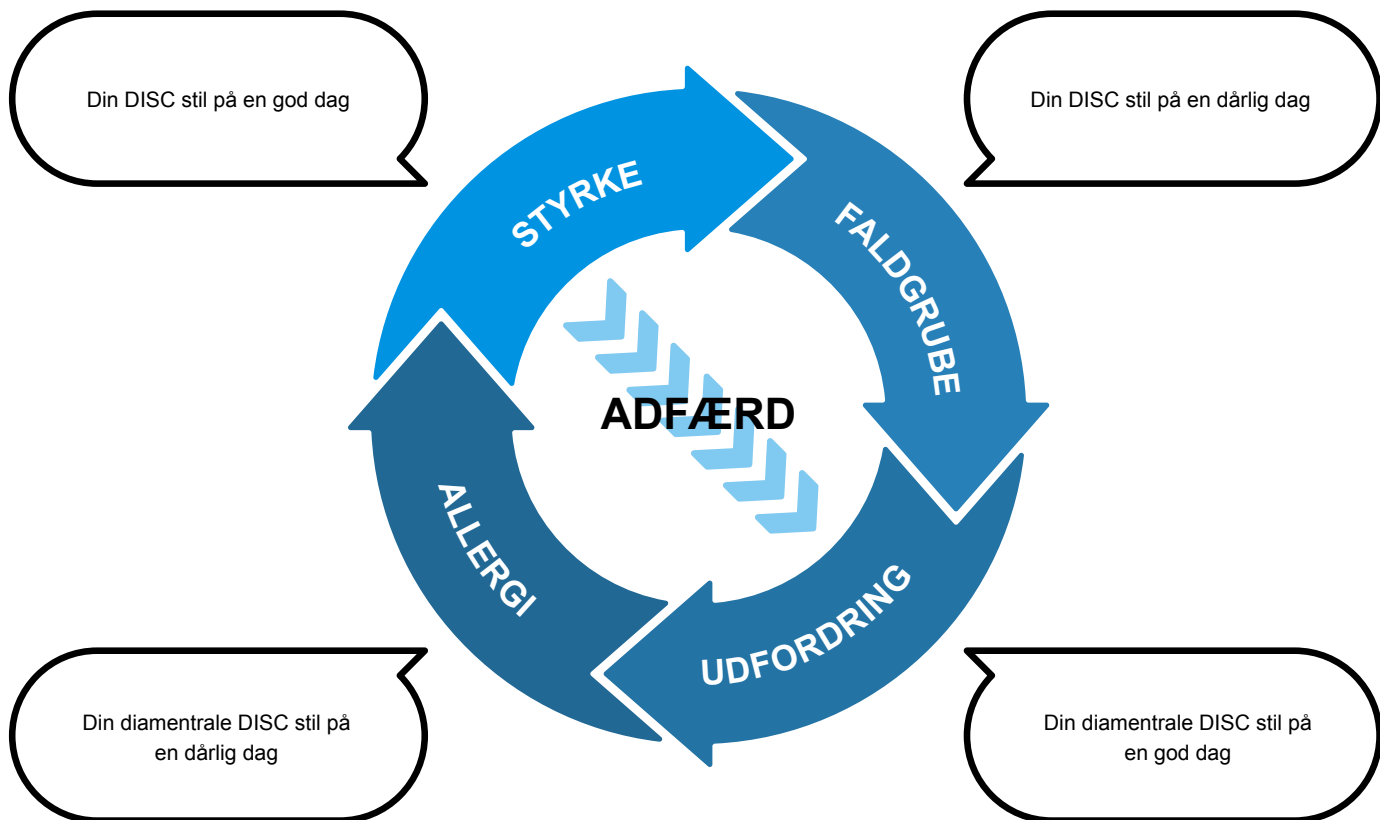 Din DISC stil på en god dag
Din DISC stil på en dårlig dag
STYRKE
FALDGRUBE
ADFÆRD
ALLERGI
UDFORDRING
Din diamentrale DISC stil på
en dårlig dag
Din diamentrale DISC stil på
en god dag